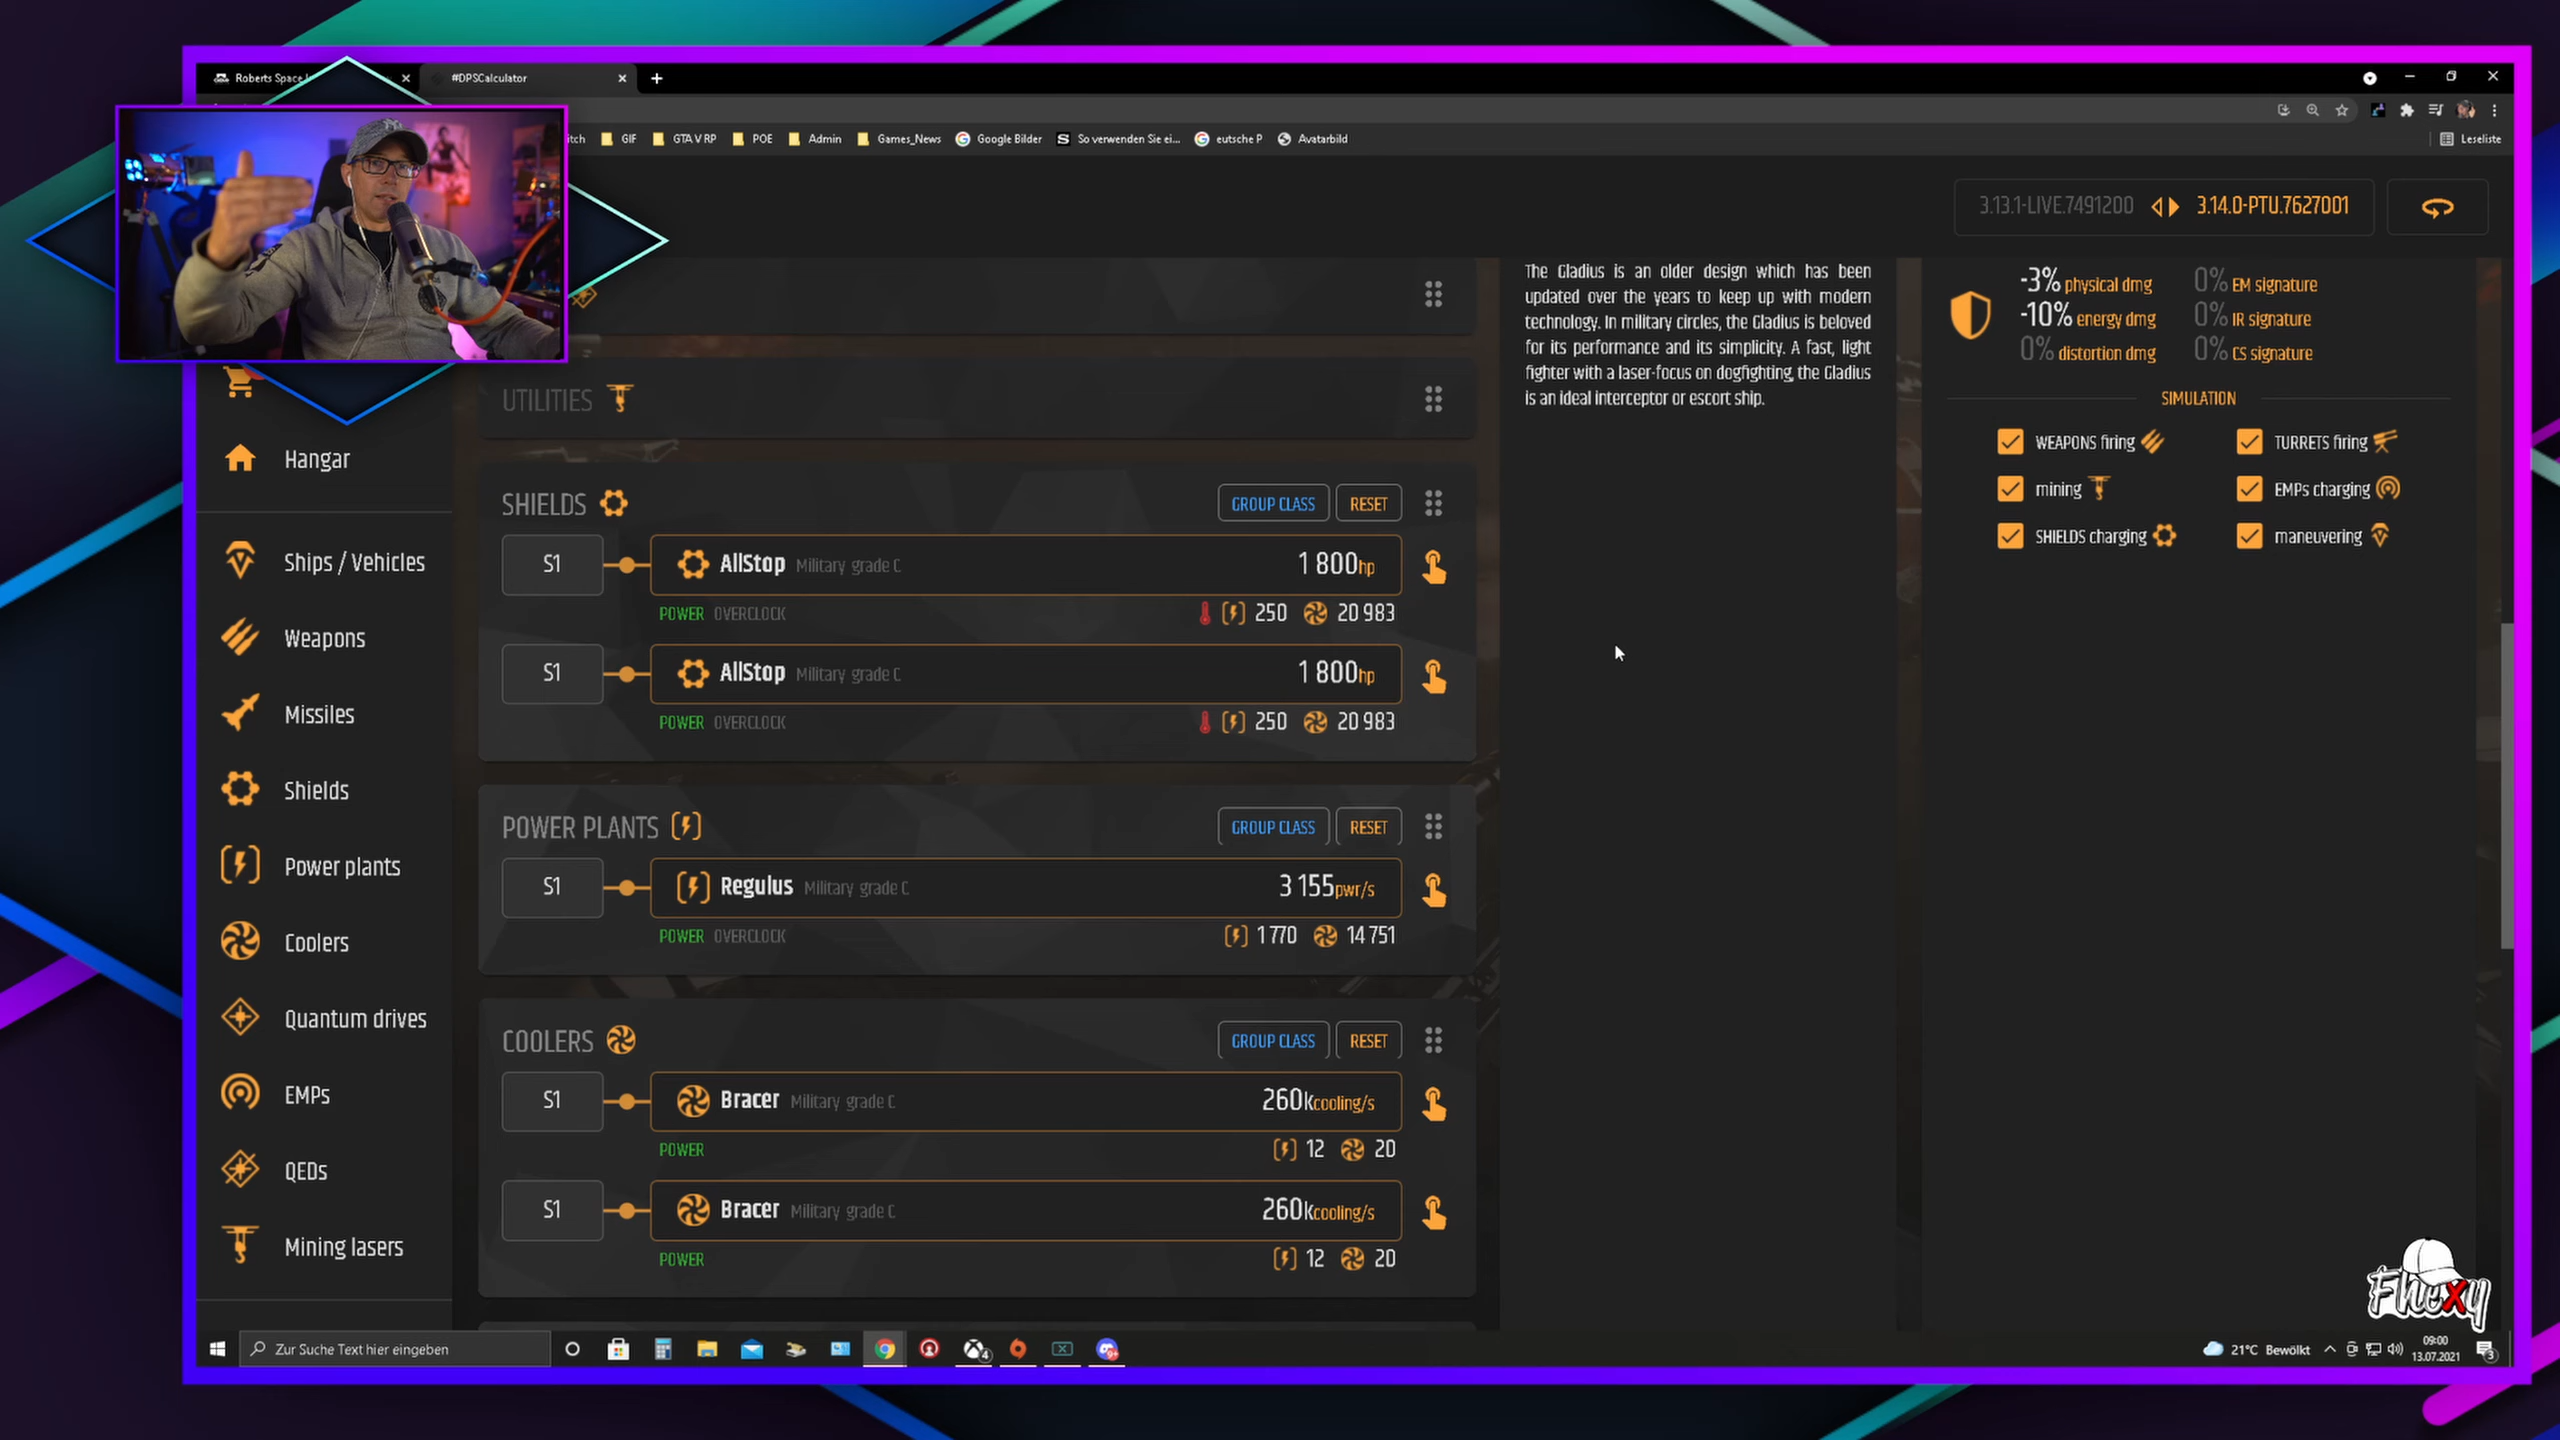 Roberts Space
#DPSCalculator
GIF
GTA V RP
POE
Admin
Games_News
Google Bilder
So verwenden Sie ei...
eutsche P
Avatarbild
Leseliste
3.13.1-LIVE.7491200
3.14.0-PTU.7627001
Hangar
Ships / Vehicles
Weapons
Missiles
Shields
Power plants
Coolers
Quantum drives
EMPs
QEDs
Mining lasers
UTILITIES
SHIELDS
GROUP CLASS
RESET
S1
AllStop Military grade C
1 800hp
POWER OVERCLOCK
250
20 983
S1
AllStop Military grade C
1 800hp
POWER OVERCLOCK
250
20 983
POWER PLANTS
GROUP CLASS
RESET
S1
Regulus Military grade C
3 155pwr/s
POWER OVERCLOCK
1 770
14 751
COOLERS
GROUP CLASS
RESET
S1
Bracer Military grade C
260kcooling/s
POWER
12
20
S1
Bracer Military grade C
260kcooling/s
POWER
12
20
The Gladius is an older design which has been
updated over the years to keep up with modern
technology. In military circles, the Gladius is beloved
for its performance and its simplicity. A fast, light
fighter with a laser-focus on dogfighting, the Gladius
is an ideal interceptor or escort ship.
-3% physical dmg
0% EM signature
-10% energy dmg
0% IR signature
0% distortion dmg
0% CS signature
SIMULATION
WEAPONS firing
TURRETS firing
mining
EMPs charging
SHIELDS charging
maneuvering
Fhexy
Zur Suche Text hier eingeben
21°C Bewölkt
09:00
13.07.2021